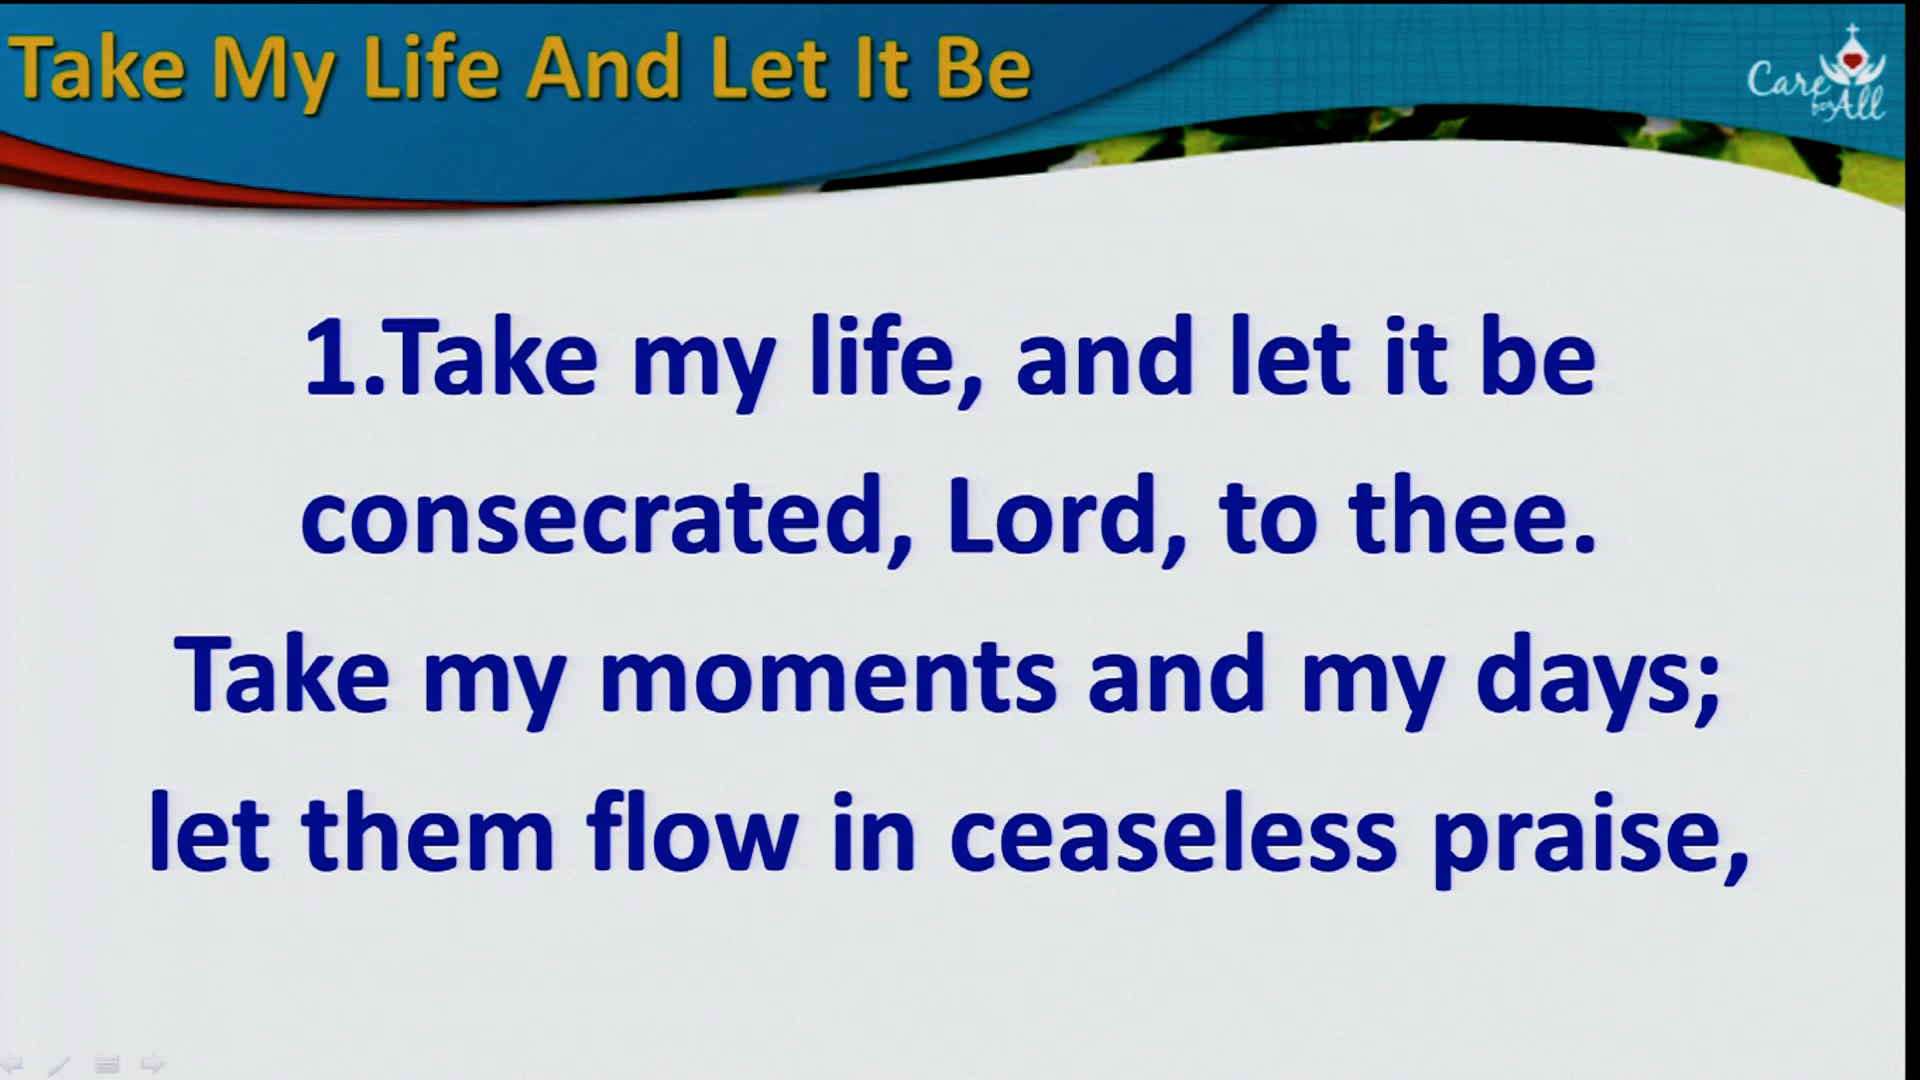 Take My Life And Let It Be
Care
for All
1.Take my life, and let it be
consecrated, Lord, to thee.
Take my moments and my days;
let them flow in ceaseless praise,